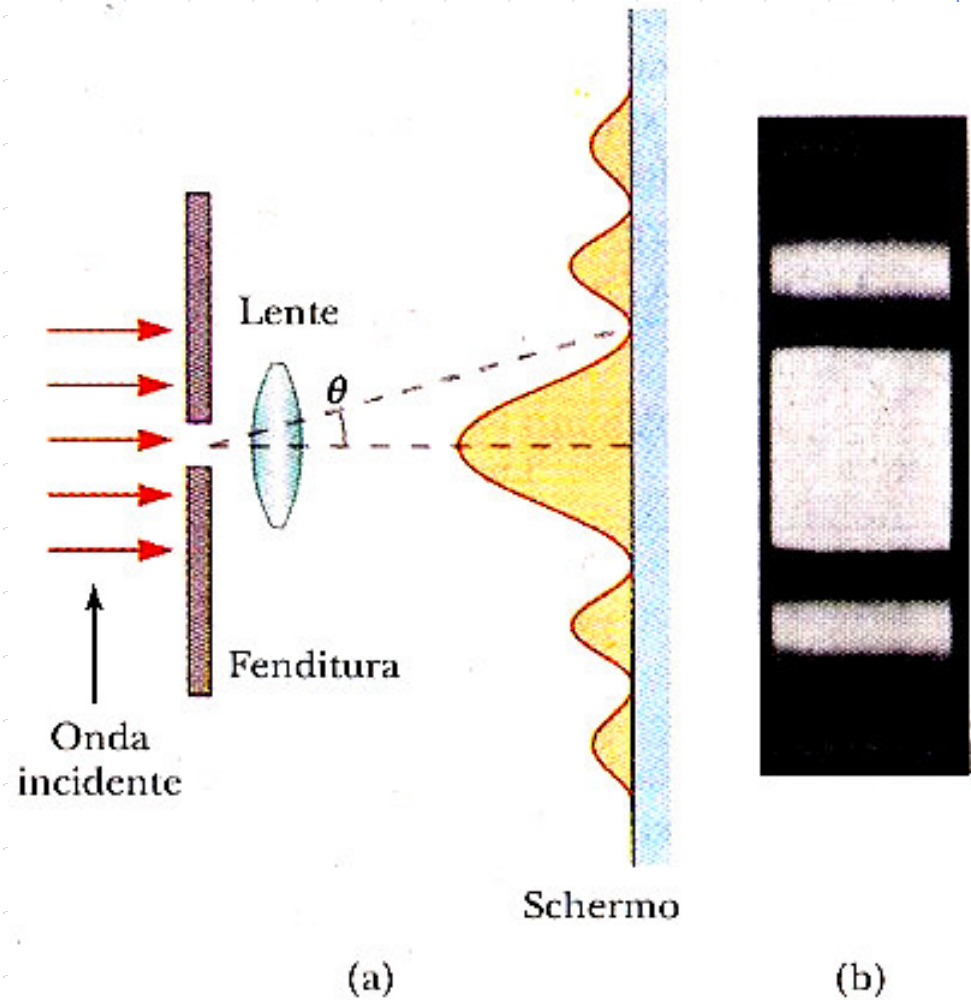 Lente
θ
Fenditura
Onda
incidente
Schermo
(a)
(b)